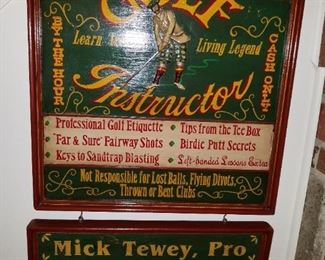 GOLF
BY THE HOUR
Learn
Living Legend
CASH ONLY
Instructor
Professional Golf Etiquette
Tips from the Tee Box
"Far & Sure" Fairway Shots
Birdie Putt Secrets
Keys to Sandtrap Blasting
Left-handed Lessons Extra
Not Responsible for Lost Balls, Flying Divots,
Thrown or Bent Clubs
Mick Tewey, Pro